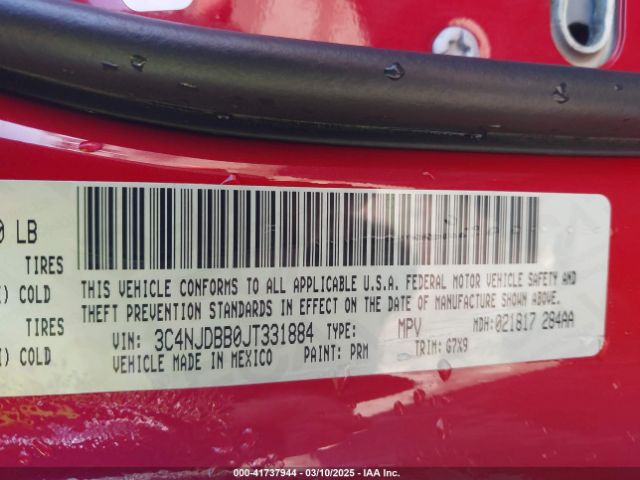 0 LB
TIRES
) COLD
TIRES
) COLD
THIS VEHICLE CONFORMS TO ALL APPLICABLE U.S.A. FEDERAL MOTOR VEHICLE SAFETY AND
THEFT PREVENTION STANDARDS IN EFFECT ON THE DATE OF MANUFACTURE SHOWN ABOVE.
VIN: 3C4NJDBB0JT331884 TYPE: MPV MDH:021817 284AA
VEHICLE MADE IN MEXICO PAINT: PRM TRIM: G7X9
000-41737944 - 03/10/2025 - IAA Inc.